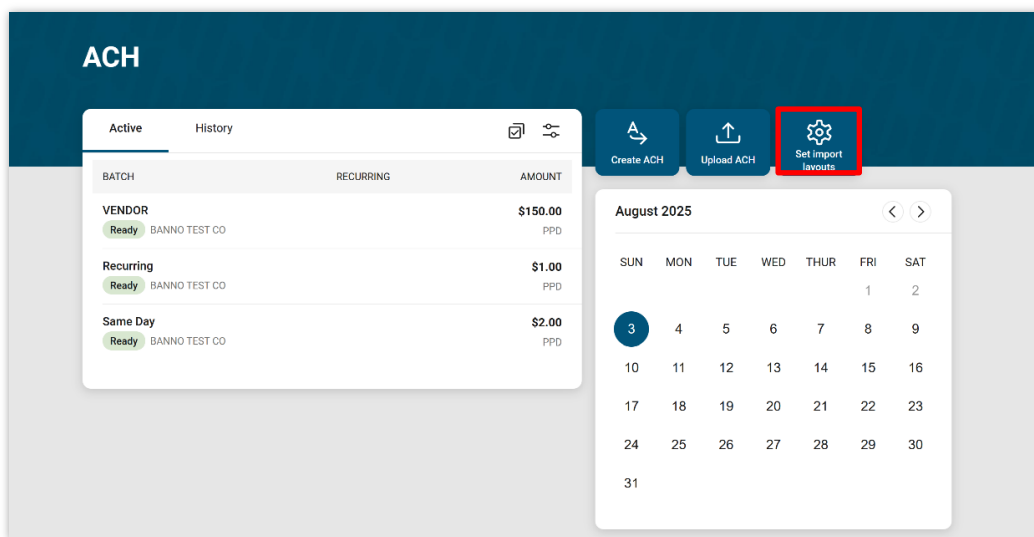 ACH
Active History
BATCH RECURRING AMOUNT
VENDOR $150.00
Ready BANNO TEST CO PPD
Recurring $1.00
Ready BANNO TEST CO PPD
Same Day $2.00
Ready BANNO TEST CO PPD
Create ACH
Upload ACH
Set import
layouts
August 2025
SUN MON TUE WED THUR FRI SAT
1 2
3 4 5 6 7 8 9
10 11 12 13 14 15 16
17 18 19 20 21 22 23
24 25 26 27 28 29 30
31